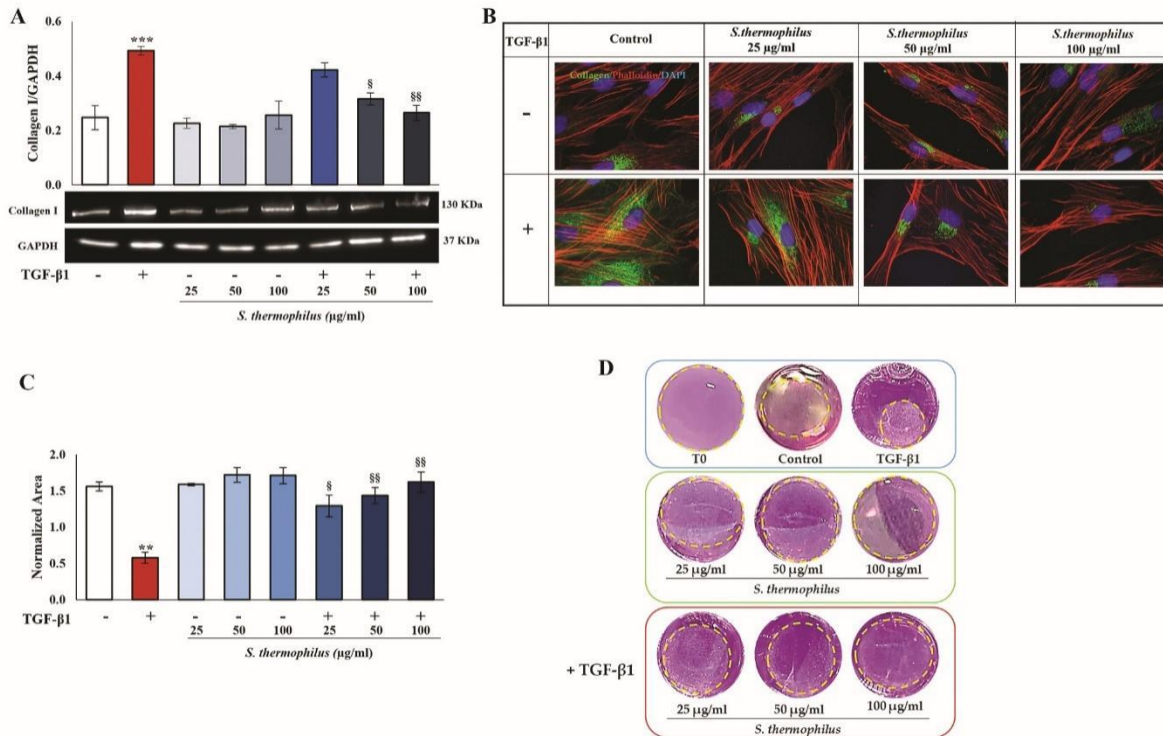 A
0.6
***
0.4
§
§§
0.2
0.0
Collagen I/GAPDH
Collagen I
130 KDa
GAPDH
37 KDa
TGF-β1 - + - - - + + +
25 50 100 25 50 100
S. thermophilus (µg/ml)
B
TGF-β1
Control
S.thermophilus
25 µg/ml
S.thermophilus
50 µg/ml
S.thermophilus
100 µg/ml
Collagen/Phalloidin/DAPI
-
+
C
2.0
1.5
1.0
0.5
0.0
Normalized Area
**
§
§§
§§
TGF-β1 - + - - - + + +
25 50 100 25 50 100
S. thermophilus (µg/ml)
D
T0 Control TGF-β1
25 µg/ml 50 µg/ml 100 µg/ml
S. thermophilus
+ TGF-β1
25 µg/ml 50 µg/ml 100 µg/ml
S. thermophilus